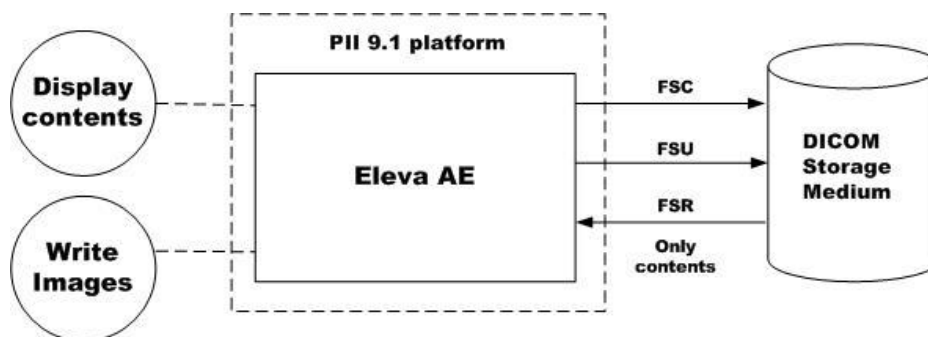 Display
contents
Write
Images
PII 9.1 platform
Eleva AE
FSC
FSU
FSR
Only
contents
DICOM
Storage
Medium